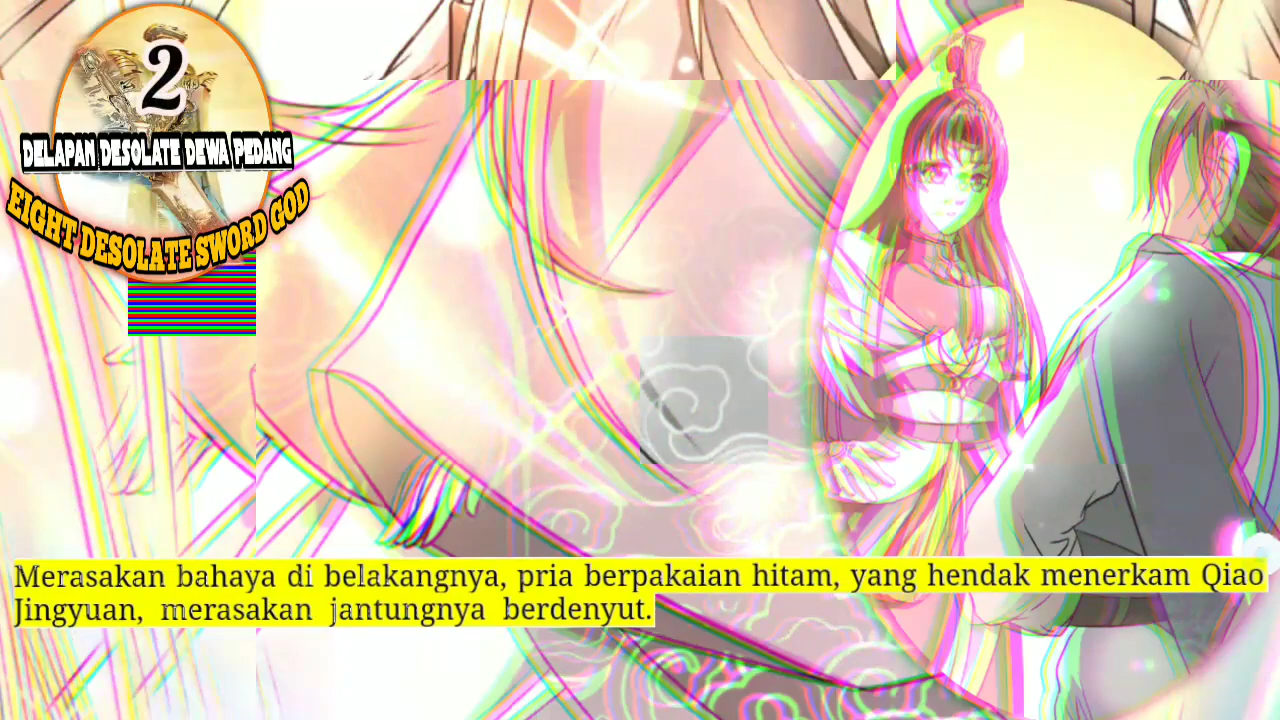 2
DELAPAN DESOLATE DEWA PEDANG
EIGHT DESOLATE SWORD GOD
Merasakan bahaya di belakangnya, pria berpakaian hitam, yang hendak menerkam Qiao
Jingyuan, merasakan jantungnya berdenyut.